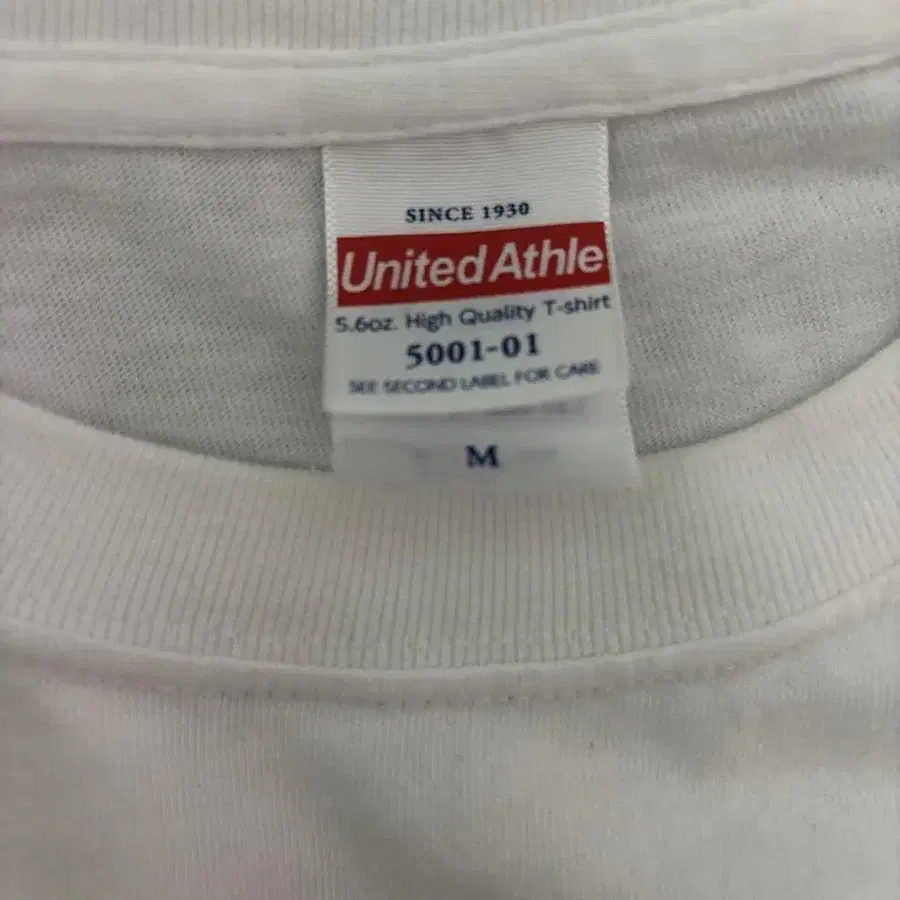 SINCE 1930
United Athle
5.6oz. High Quality T-shirt
5001-01
SEE SECOND LABEL FOR CARE
M